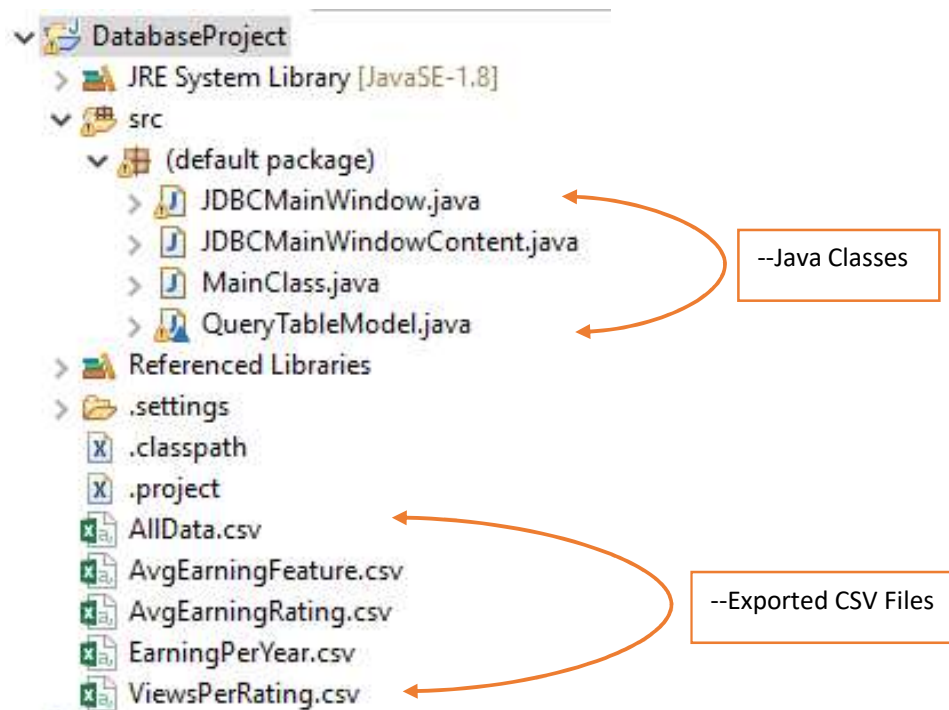 DatabaseProject
JRE System Library [JavaSE-1.8]
src
(default package)
JDBCMainWindow.java
JDBCMainWindowContent.java
MainClass.java
QueryTableModel.java
--Java Classes
Referenced Libraries
.settings
.classpath
.project
AllData.csv
AvgEarningFeature.csv
AvgEarningRating.csv
EarningPerYear.csv
ViewsPerRating.csv
--Exported CSV Files